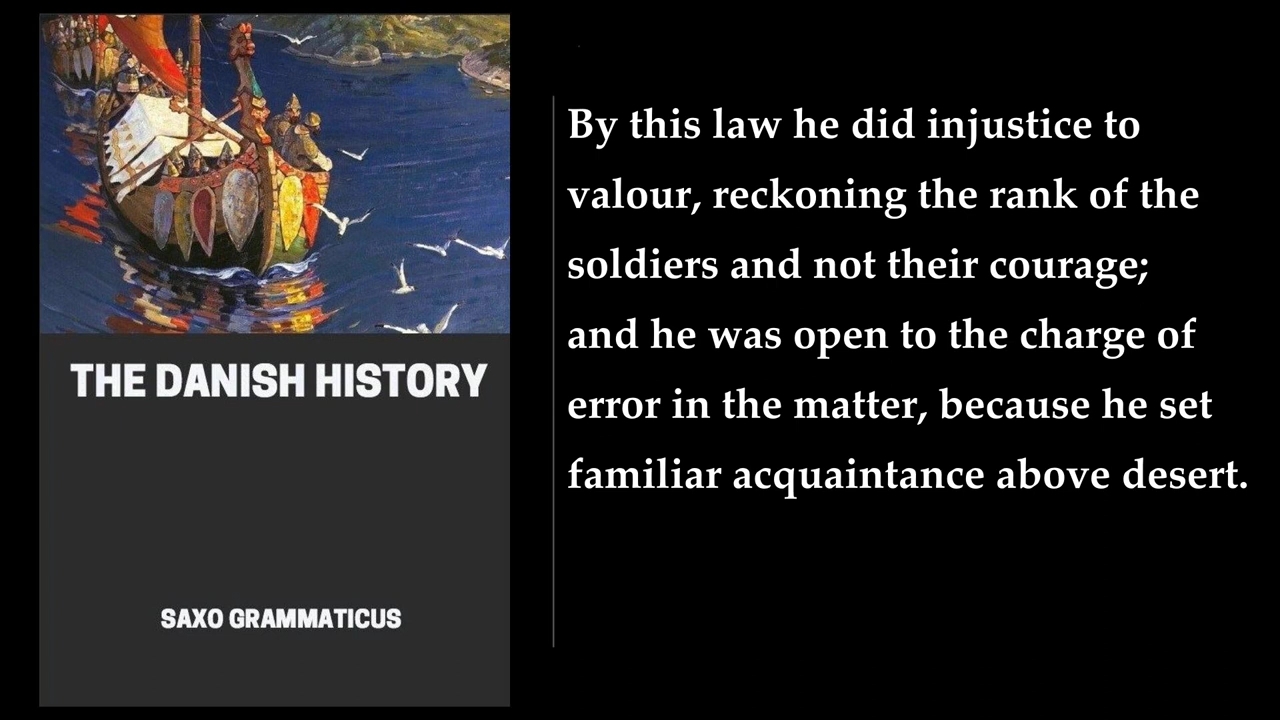 THE DANISH HISTORY
SAXO GRAMMATICUS
By this law he did injustice to
valour, reckoning the rank of the
soldiers and not their courage;
and he was open to the charge of
error in the matter, because he set
familiar acquaintance above desert.